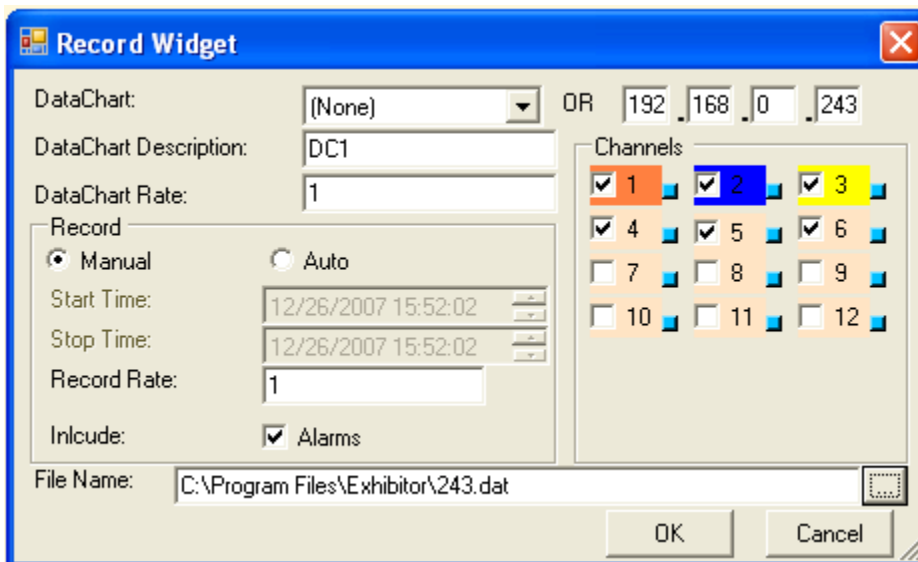 Record Widget
DataChart: (None) OR 192 . 168 . 0 . 243
DataChart Description: DC1
DataChart Rate: 1
Channels
1 2 3
4 5 6
7 8 9
10 11 12
Record
Manual Auto
Start Time: 12/26/2007 15:52:02
Stop Time: 12/26/2007 15:52:02
Record Rate: 1
Inlcude: Alarms
File Name: C:\Program Files\Exhibitor\243.dat ...
OK Cancel